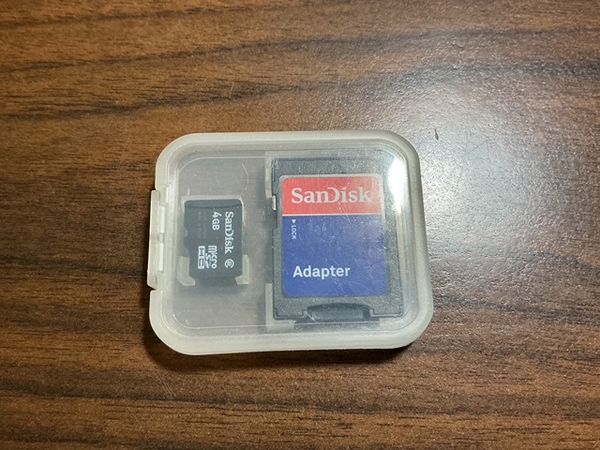 SanDisk
4GB
micro
SD
HC
SanDisk
LOCK
Adapter